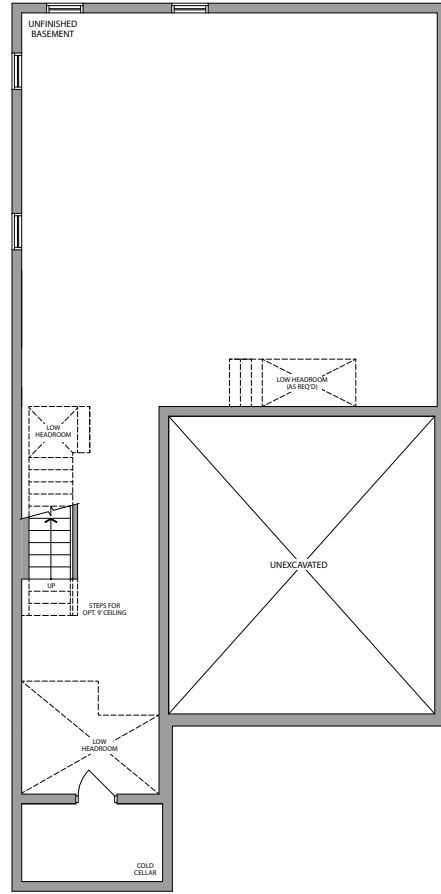 UNFINISHED
BASEMENT
LOW HEADROOM
(AS REQ'D)
LOW
HEADROOM
UNEXCAVATED
UP
STEPS FOR
OPT. 9' CEILING
LOW
HEADROOM
COLD
CELLAR